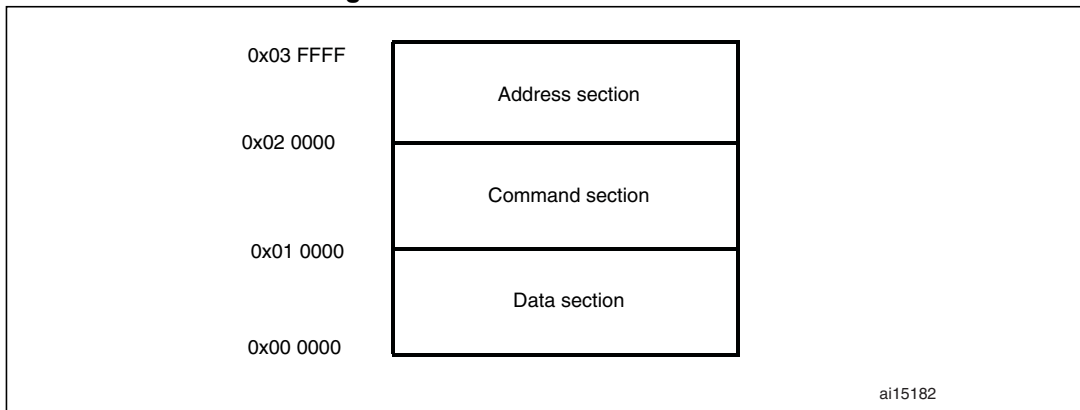 0x03 FFFF
Address section
0x02 0000
Command section
0x01 0000
Data section
0x00 0000
ai15182